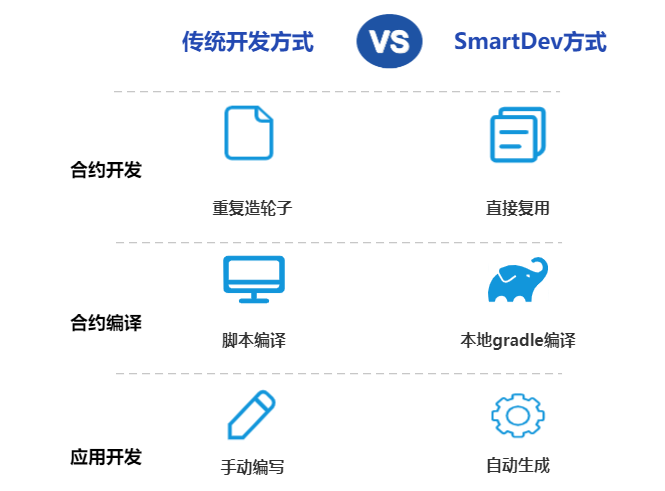 传统开发方式
VS
SmartDev方式
合约开发
重复造轮子
直接复用
合约编译
脚本编译
本地gradle编译
应用开发
手动编写
自动生成